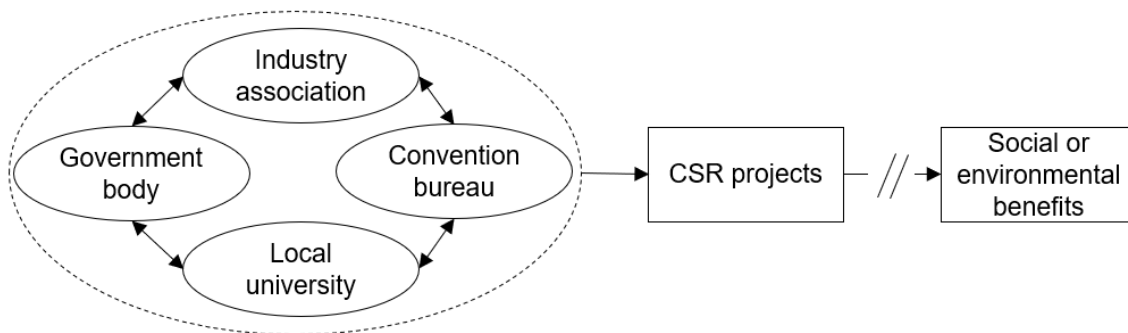 Industry
association
Government
body
Convention
bureau
Local
university
CSR projects
Social or
environmental
benefits